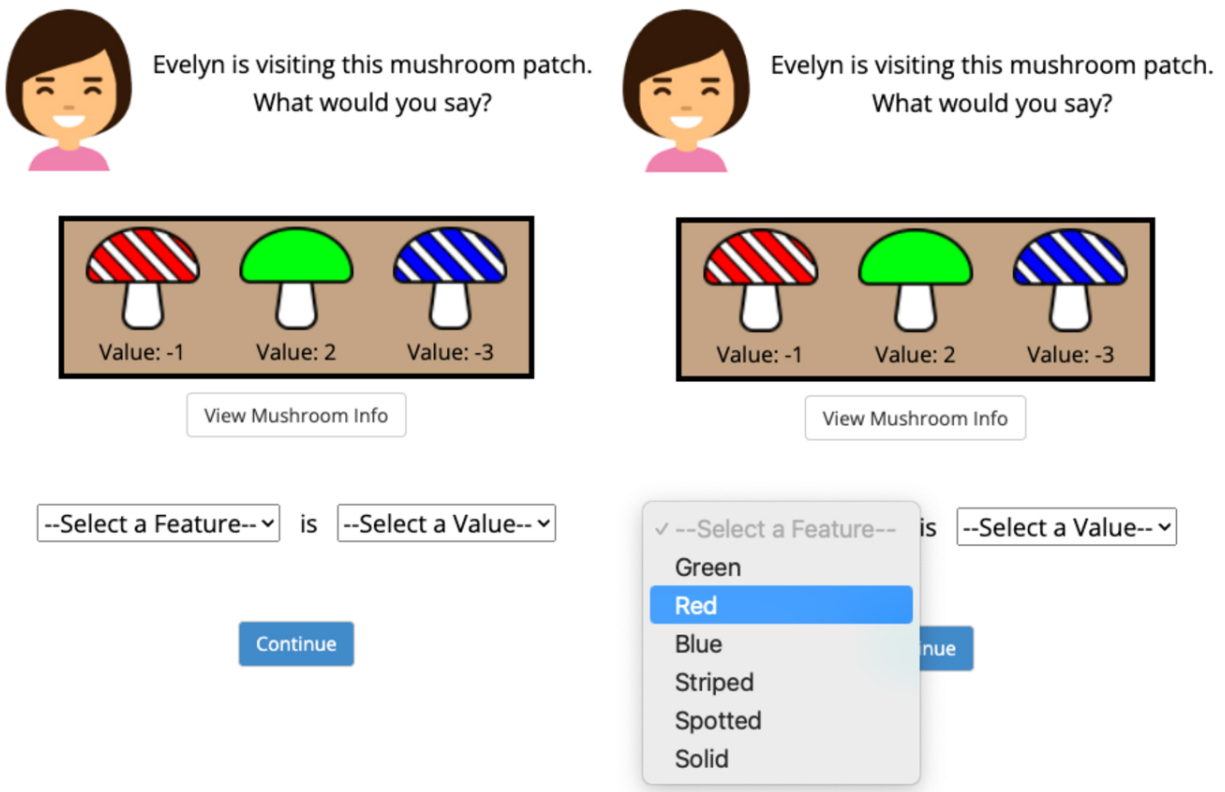 Evelyn is visiting this mushroom patch.
What would you say?
Value: -1 Value: 2 Value: -3
View Mushroom Info
--Select a Feature-- is --Select a Value--
Continue
Evelyn is visiting this mushroom patch.
What would you say?
Value: -1 Value: 2 Value: -3
View Mushroom Info
--Select a Feature-- is --Select a Value--
Green
Red
Blue
inue
Striped
Spotted
Solid